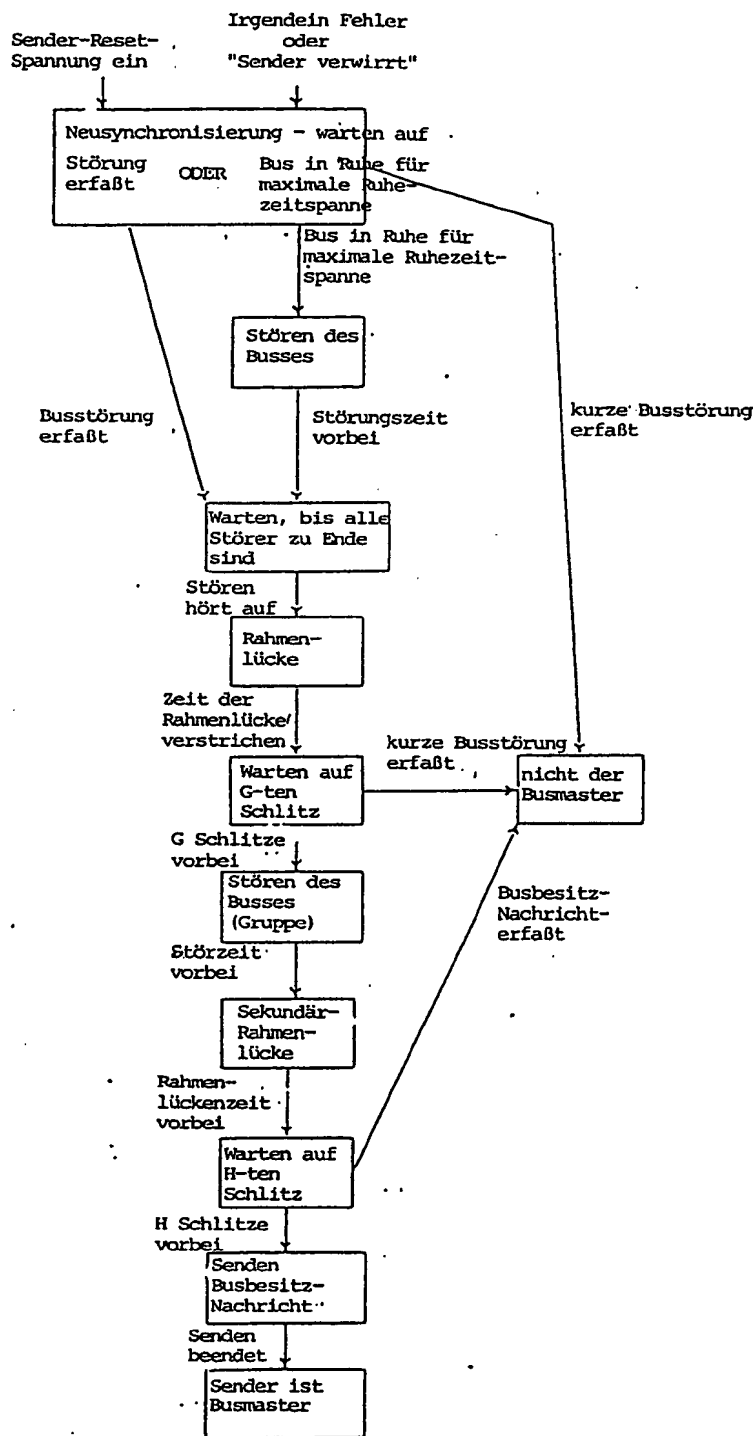 Sender-Reset-
Spannung ein
Irgendein Fehler
oder
"Sender verwirrt"
Neusynchronisierung - warten auf
Störung
erfaßt
ODER
Bus in Ruhe für
maximale Ruhe-
zeitspanne
Bus in Ruhe für
maximale Ruhezeit-
spanne
Stören des
Busses
Busstörung
erfaßt
Störungszeit
vorbei
kurze Busstörung
erfaßt
Warten, bis alle
Störer zu Ende
sind
Stören
hört auf
Rahmen-
lücke
Zeit der
Rahmenlücke
verstrichen
kurze Busstörung
erfaßt
Warten auf
G-ten
Schlitz
nicht der
Busmaster
G Schlitze
vorbei
Stören des
Busses
(Gruppe)
Busbesitz-
Nachricht-
erfaßt
Störzeit
vorbei
Sekundär-
Rahmen-
lücke
Rahmen-
lückenzeit
vorbei
Warten auf
H-ten
Schlitz
H Schlitze
vorbei
Senden
Busbesitz-
Nachricht
Senden
beendet
Sender ist
Busmaster